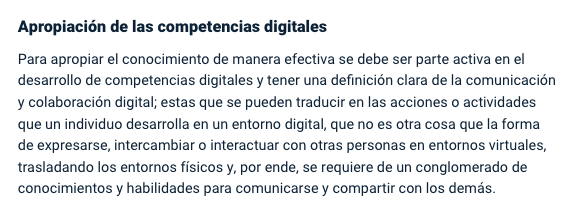 Apropiación de las competencias digitales
Para apropiar el conocimiento de manera efectiva se debe ser parte activa en el
desarrollo de competencias digitales y tener una definición clara de la comunicación
y colaboración digital; estas que se pueden traducir en las acciones o actividades
que un individuo desarrolla en un entorno digital, que no es otra cosa que la forma
de expresarse, intercambiar o interactuar con otras personas en entornos virtuales,
trasladando los entornos físicos y, por ende, se requiere de un conglomerado de
conocimientos y habilidades para comunicarse y compartir con los demás.